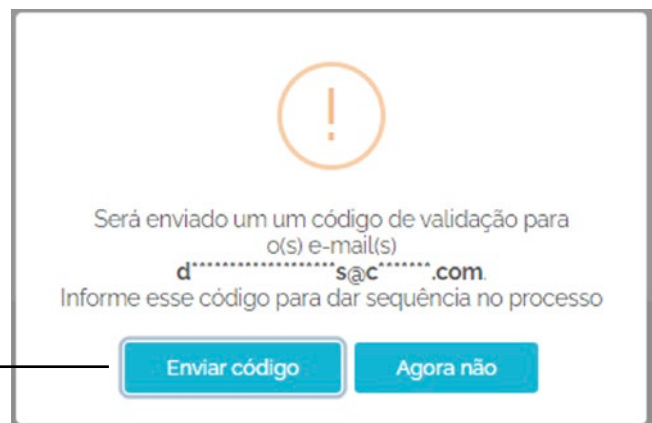 !
Será enviado um um código de validação para
o(s) e-mail(s)
d*******************s@c*******.com.
Informe esse código para dar sequência no processo
Enviar código
Agora não